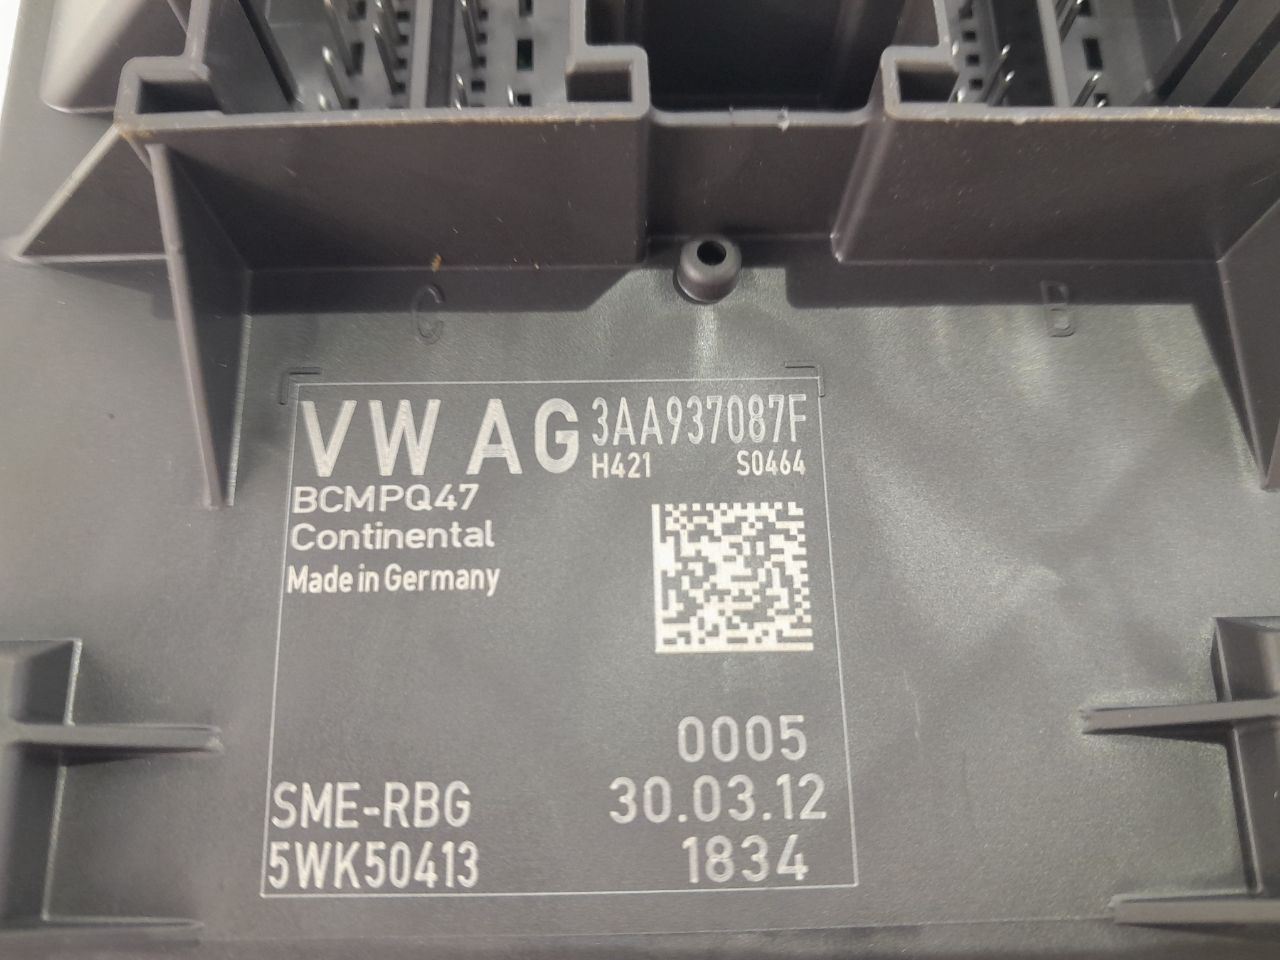 C
B
VW AG 3AA937087F
H421 S0464
BCMPQ47
Continental
Made in Germany
0005
SME-RBG 30.03.12
5WK50413 1834